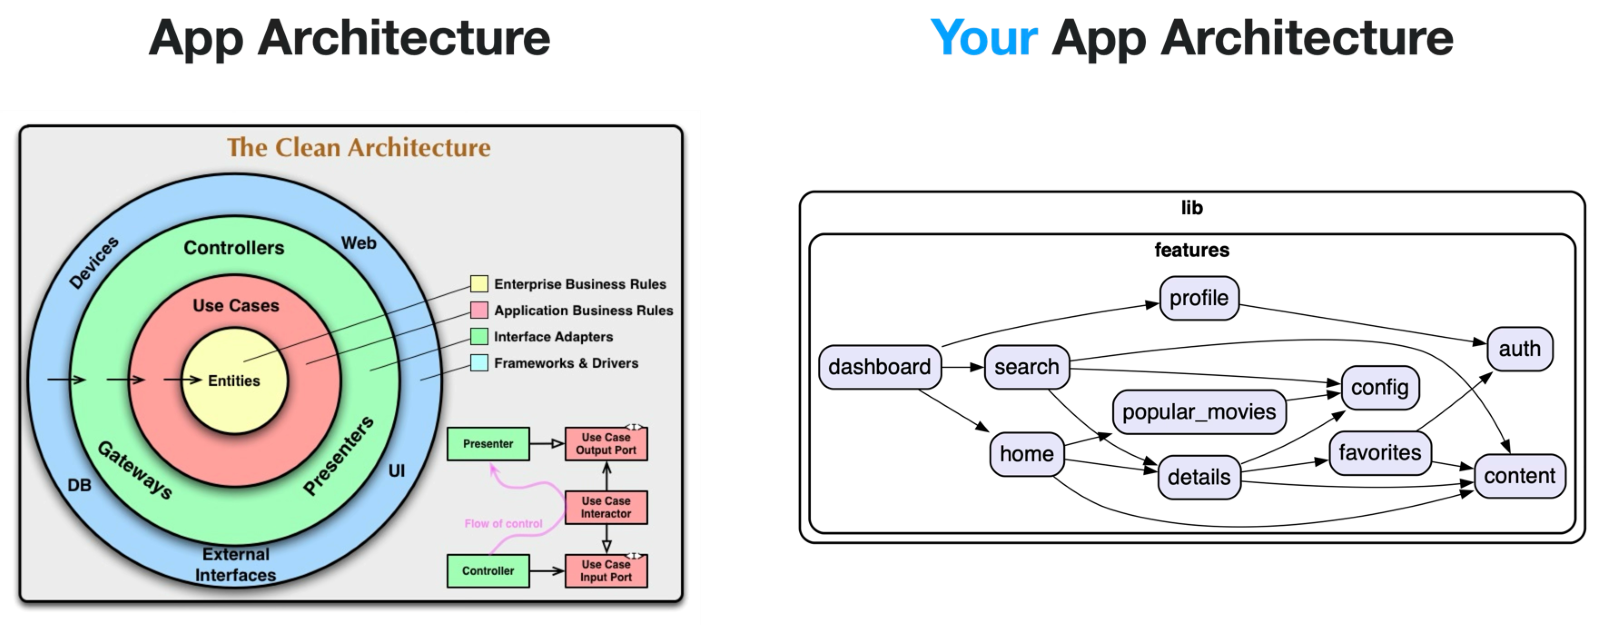 App Architecture
The Clean Architecture
Devices
Web
Controllers
Use Cases
Entities
Gateways
Presenters
DB
UI
External
Interfaces
Enterprise Business Rules
Application Business Rules
Interface Adapters
Frameworks & Drivers
Presenter
Use Case
Output Port
Use Case
Interactor
Flow of control
Controller
Use Case
Input Port
Your App Architecture
lib
features
profile
auth
dashboard
search
config
popular_movies
home
favorites
details
content